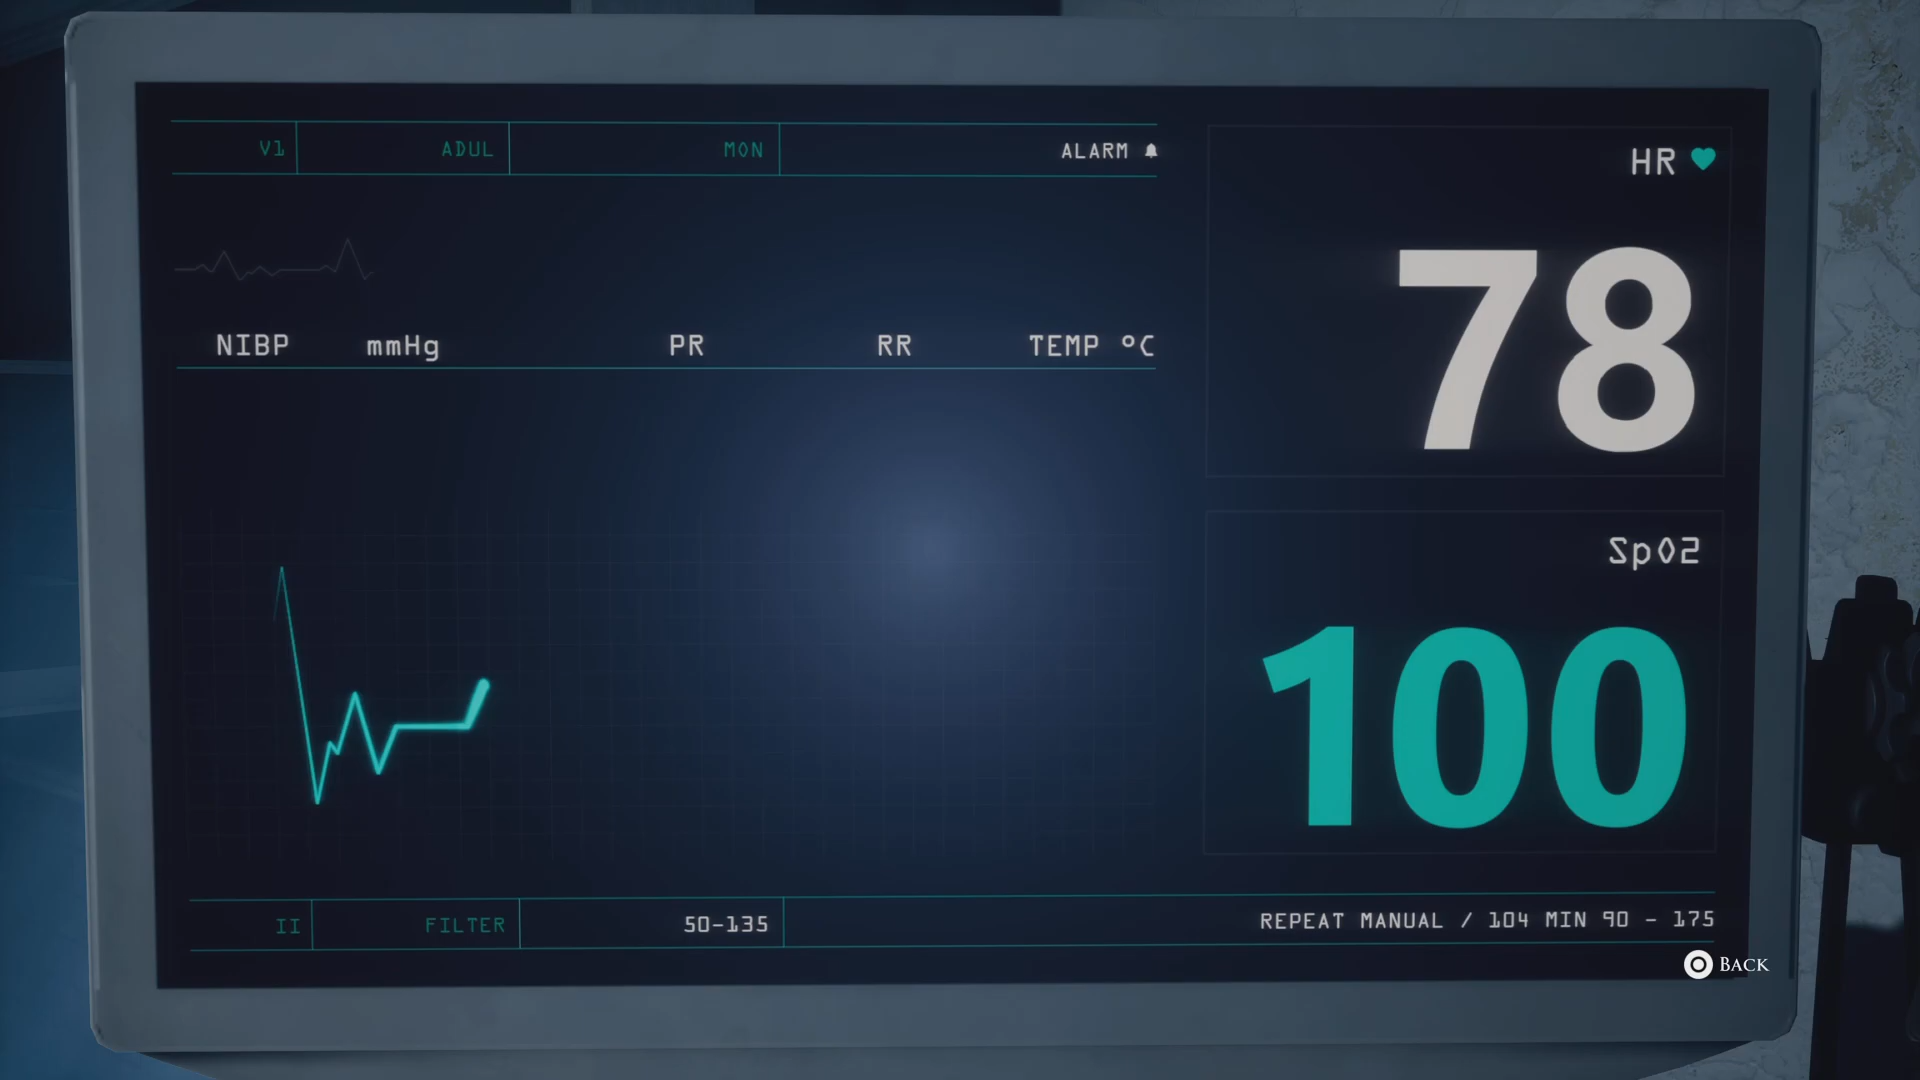 V1 ADUL MON ALARM
HR
78
NIBP mmHg PR RR TEMP °C
SpO2
100
II FILTER 50-135 REPEAT MANUAL / 104 MIN 90 - 175
BACK